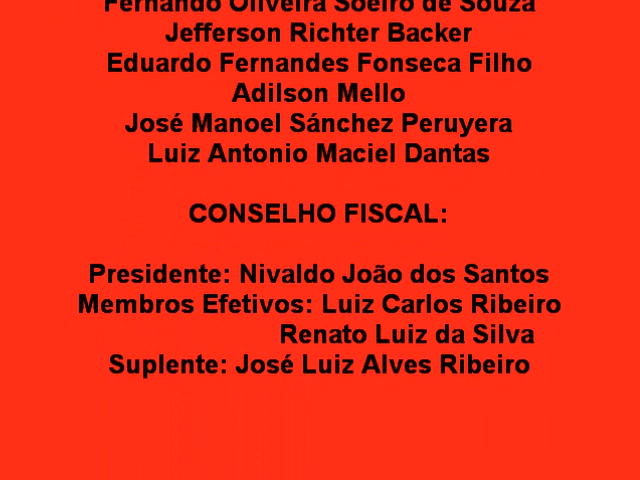 Fernando Oliveira Soeiro de Souza
Jefferson Richter Backer
Eduardo Fernandes Fonseca Filho
Adilson Mello
José Manoel Sánchez Peruyera
Luiz Antonio Maciel Dantas
CONSELHO FISCAL:
Presidente: Nivaldo João dos Santos
Membros Efetivos: Luiz Carlos Ribeiro
Renato Luiz da Silva
Suplente: José Luiz Alves Ribeiro